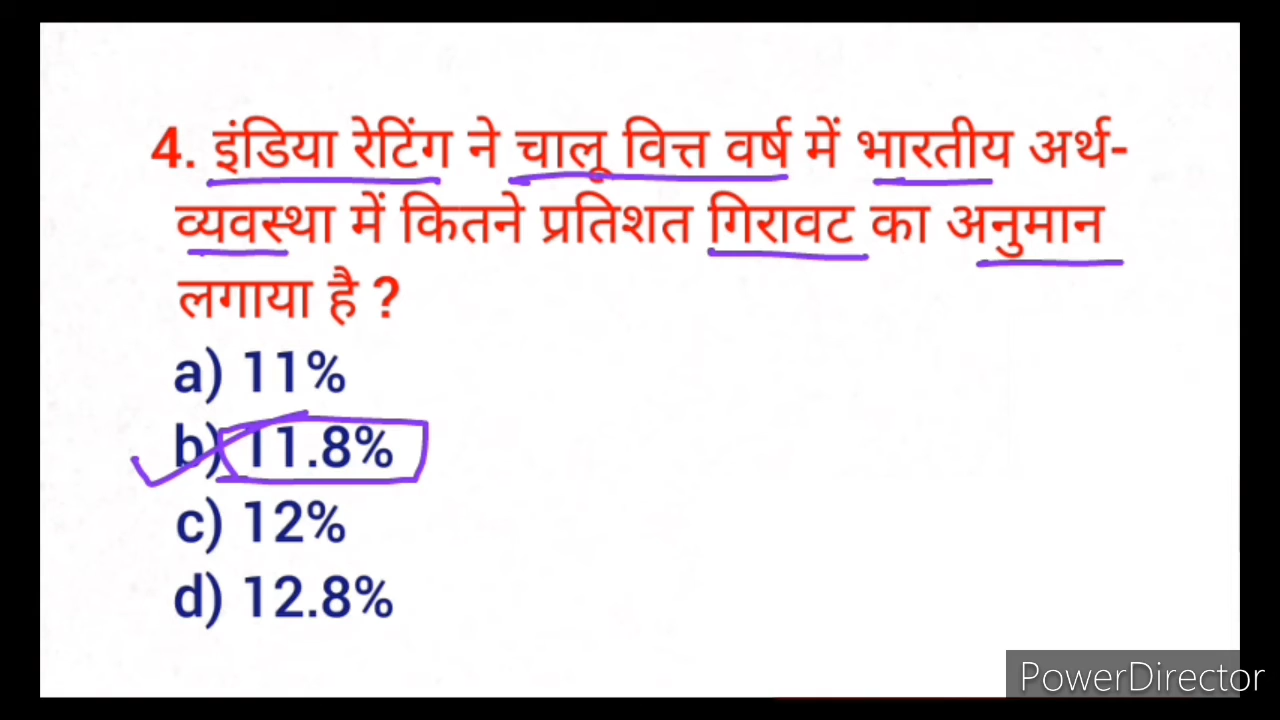 4. इंडिया रेटिंग ने चालू वित्त वर्ष में भारतीय अर्थ-
व्यवस्था में कितने प्रतिशत गिरावट का अनुमान
लगाया है ?
a) 11%
b) 11.8%
c) 12%
d) 12.8%
PowerDirector